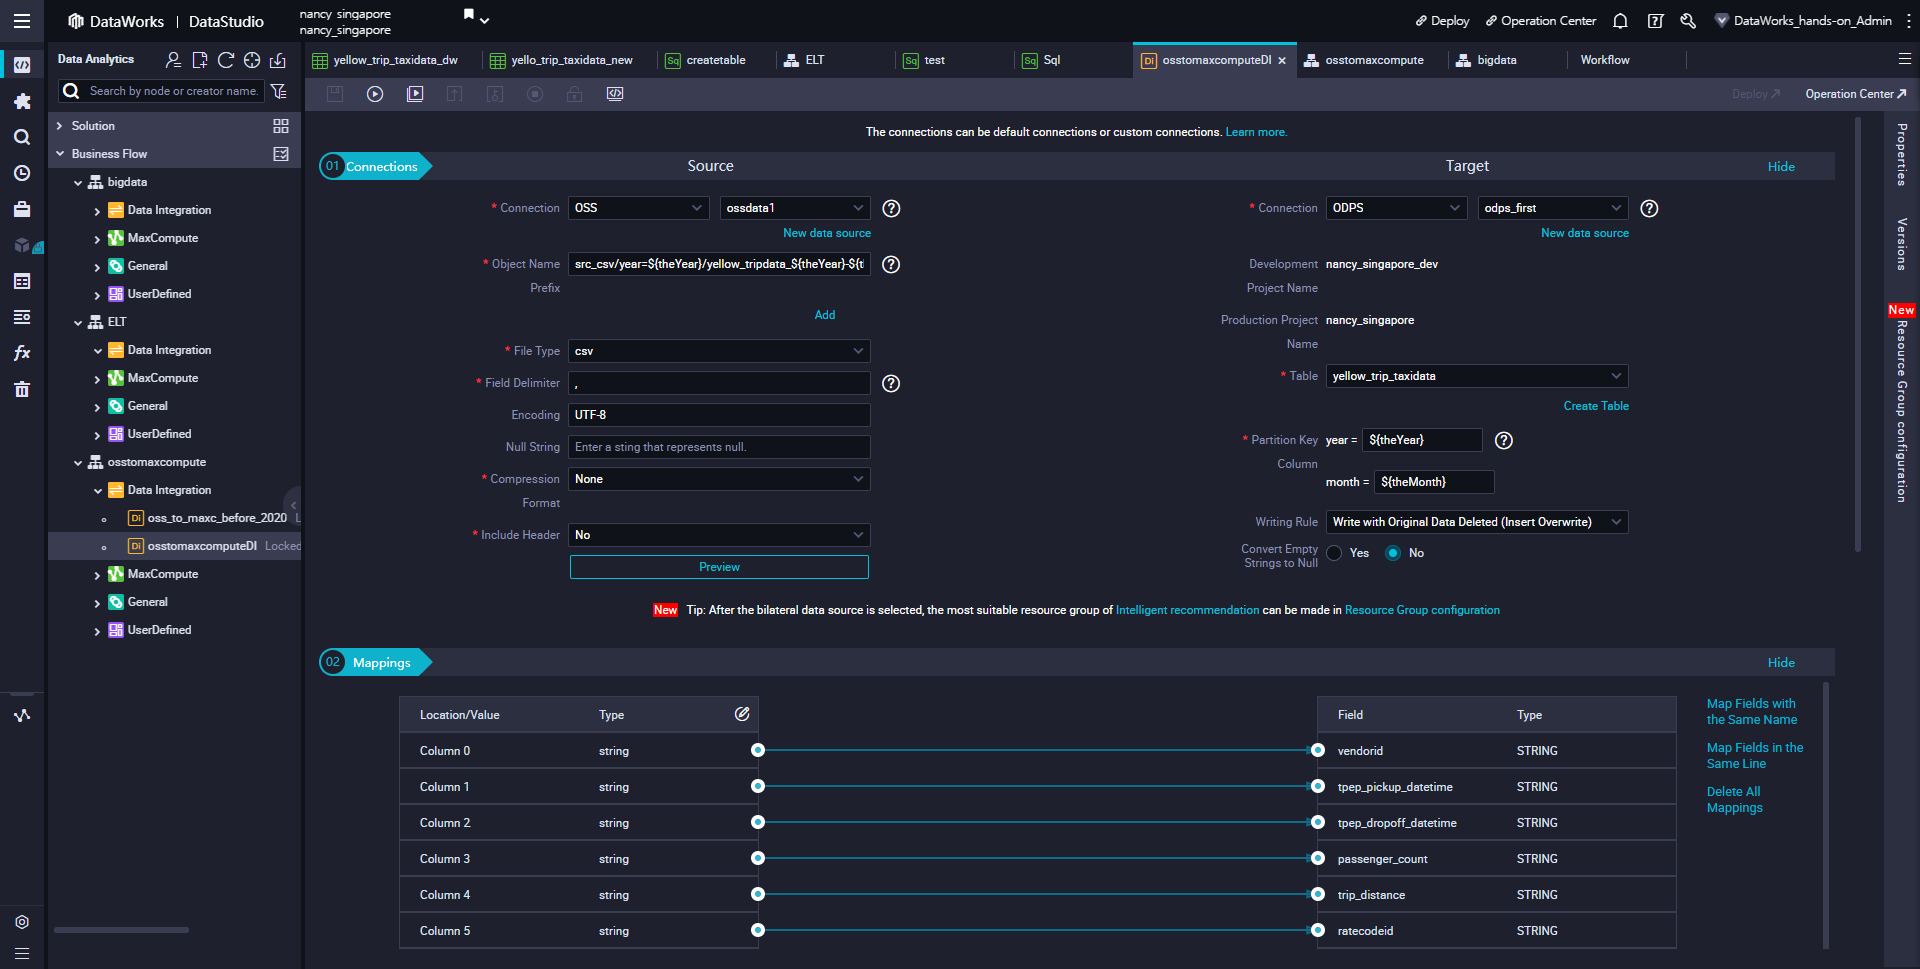 DataWorks | DataStudio
nancy_singapore
nancy_singapore
Deploy
Operation Center
DataWorks_hands-on_Admin
Data Analytics
Search by node or creator name.
Solution
Business Flow
bigdata
Data Integration
MaxCompute
General
UserDefined
ELT
Data Integration
MaxCompute
General
UserDefined
osstomaxcompute
Data Integration
Di oss_to_maxc_before_2020 L
Di osstomaxcomputeDI Locked
MaxCompute
General
UserDefined
yellow_trip_taxidata_dw
yello_trip_taxidata_new
Sq createtable
ELT
Sq test
Sq Sql
Di osstomaxcomputeDI
osstomaxcompute
bigdata
Workflow
Deploy
Operation Center
The connections can be default connections or custom connections. Learn more.
01 Connections
Source
Target
Hide
* Connection OSS ossdata1
New data source
* Object Name Prefix
src_csv/year=${theYear}/yellow_tripdata_${theYear}-${t
Add
* File Type csv
* Field Delimiter ,
Encoding UTF-8
Null String Enter a sting that represents null.
* Compression Format
None
* Include Header No
Preview
* Connection ODPS odps_first
New data source
Development Project Name
nancy_singapore_dev
Production Project Name
nancy_singapore
* Table yellow_trip_taxidata
Create Table
* Partition Key Column
year = ${theYear}
month = ${theMonth}
Writing Rule Write with Original Data Deleted (Insert Overwrite)
Convert Empty Strings to Null
Yes No
New Tip: After the bilateral data source is selected, the most suitable resource group of Intelligent recommendation can be made in Resource Group configuration
02 Mappings
Hide
Location/Value Type Field Type
Column 0 string vendorid STRING
Column 1 string tpep_pickup_datetime STRING
Column 2 string tpep_dropoff_datetime STRING
Column 3 string passenger_count STRING
Column 4 string trip_distance STRING
Column 5 string ratecodeid STRING
Map Fields with
the Same Name
Map Fields in the
Same Line
Delete All
Mappings
Properties
Versions
New
Resource Group configuration
fx